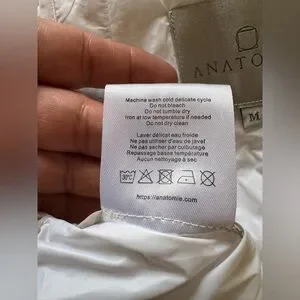 ANATOMIE
M
Machine wash cold delicate cycle
Do not bleach
Do not tumble dry
Iron at low temperature if needed
Do not dry clean
Laver délicat eau froide
Ne pas utiliser d'eau de javel
Ne pas sécher par culbutage
Repassage basse température
Aucun nettoyage à sec
30°C
https://anatomie.com